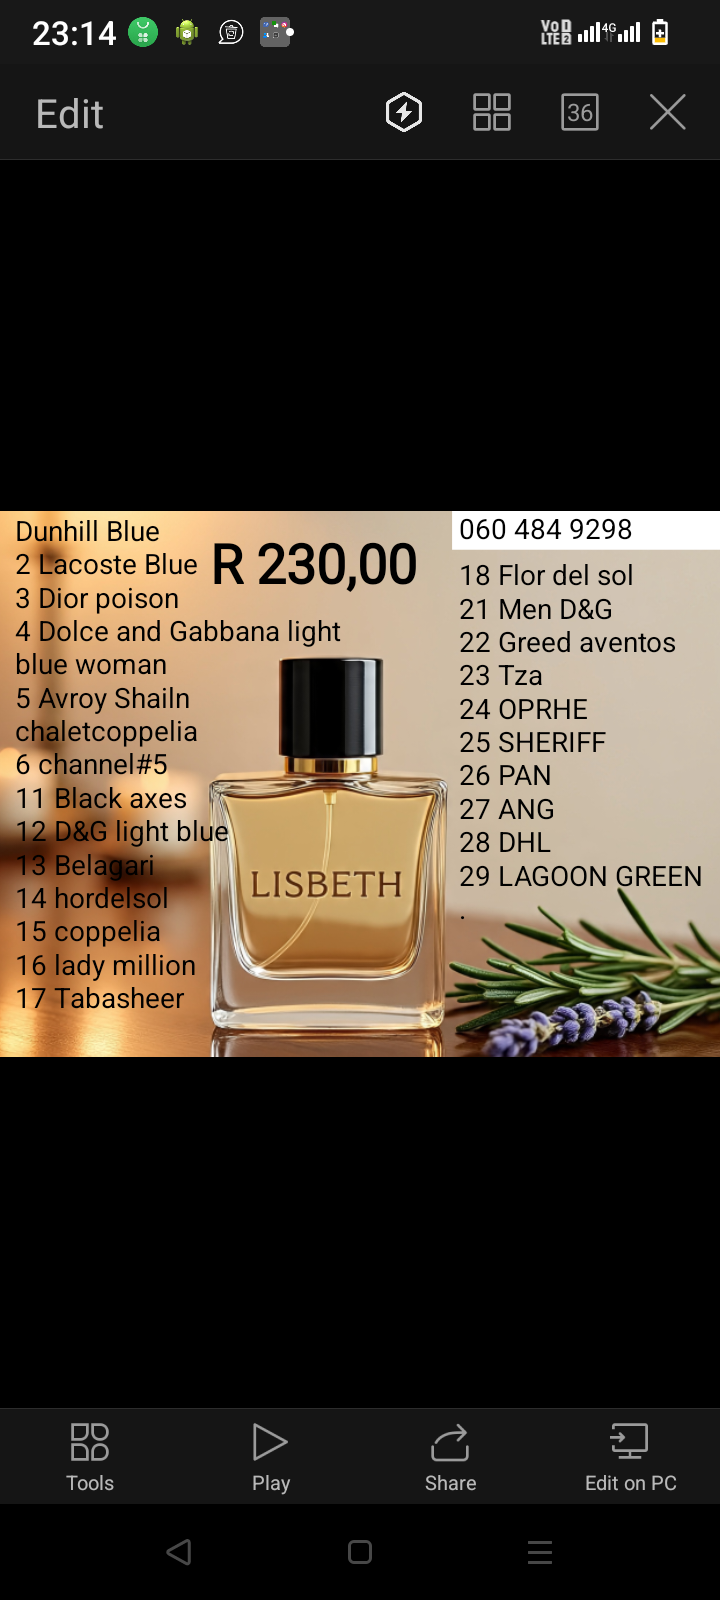 23:14
VoD LTE2 4G
Edit
36
Dunhill Blue
2 Lacoste Blue
3 Dior poison
4 Dolce and Gabbana light
blue woman
5 Avroy Shailn
chaletcoppelia
6 channel#5
11 Black axes
12 D&G light blue
13 Belagari
14 hordelsol
15 coppelia
16 lady million
17 Tabasheer
R 230,00
LISBETH
060 484 9298
18 Flor del sol
21 Men D&G
22 Greed aventos
23 Tza
24 OPRHE
25 SHERIFF
26 PAN
27 ANG
28 DHL
29 LAGOON GREEN
.
Tools
Play
Share
Edit on PC